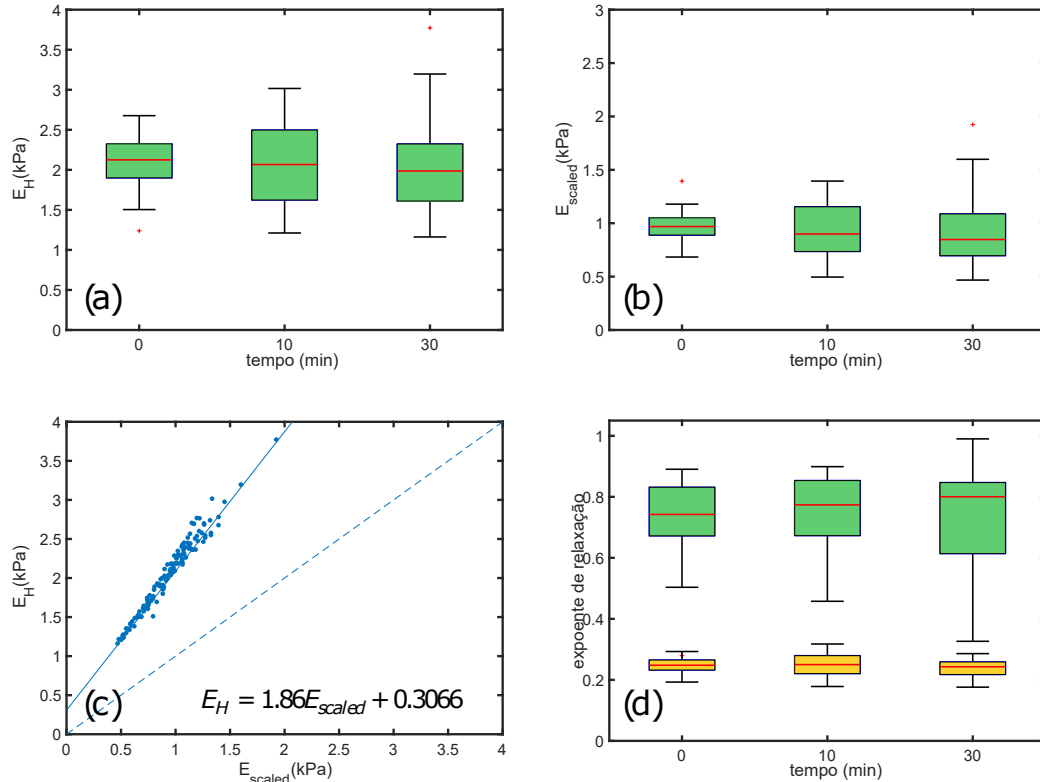 4
3.5
3
2.5
2
1.5
1
0.5
0
E_H(kPa)
(a)
0 10 30
tempo (min)
3
2.5
2
1.5
1
0.5
0
E_scaled(kPa)
(b)
0 10 30
tempo (min)
4
3.5
3
2.5
2
1.5
1
0.5
0
E_H(kPa)
(c)
E_H = 1.86E_scaled + 0.3066
0 0.5 1 1.5 2 2.5 3 3.5 4
E_scaled(kPa)
1
0.8
0.6
0.4
0.2
0
expoente de relaxação
(d)
0 10 30
tempo (min)